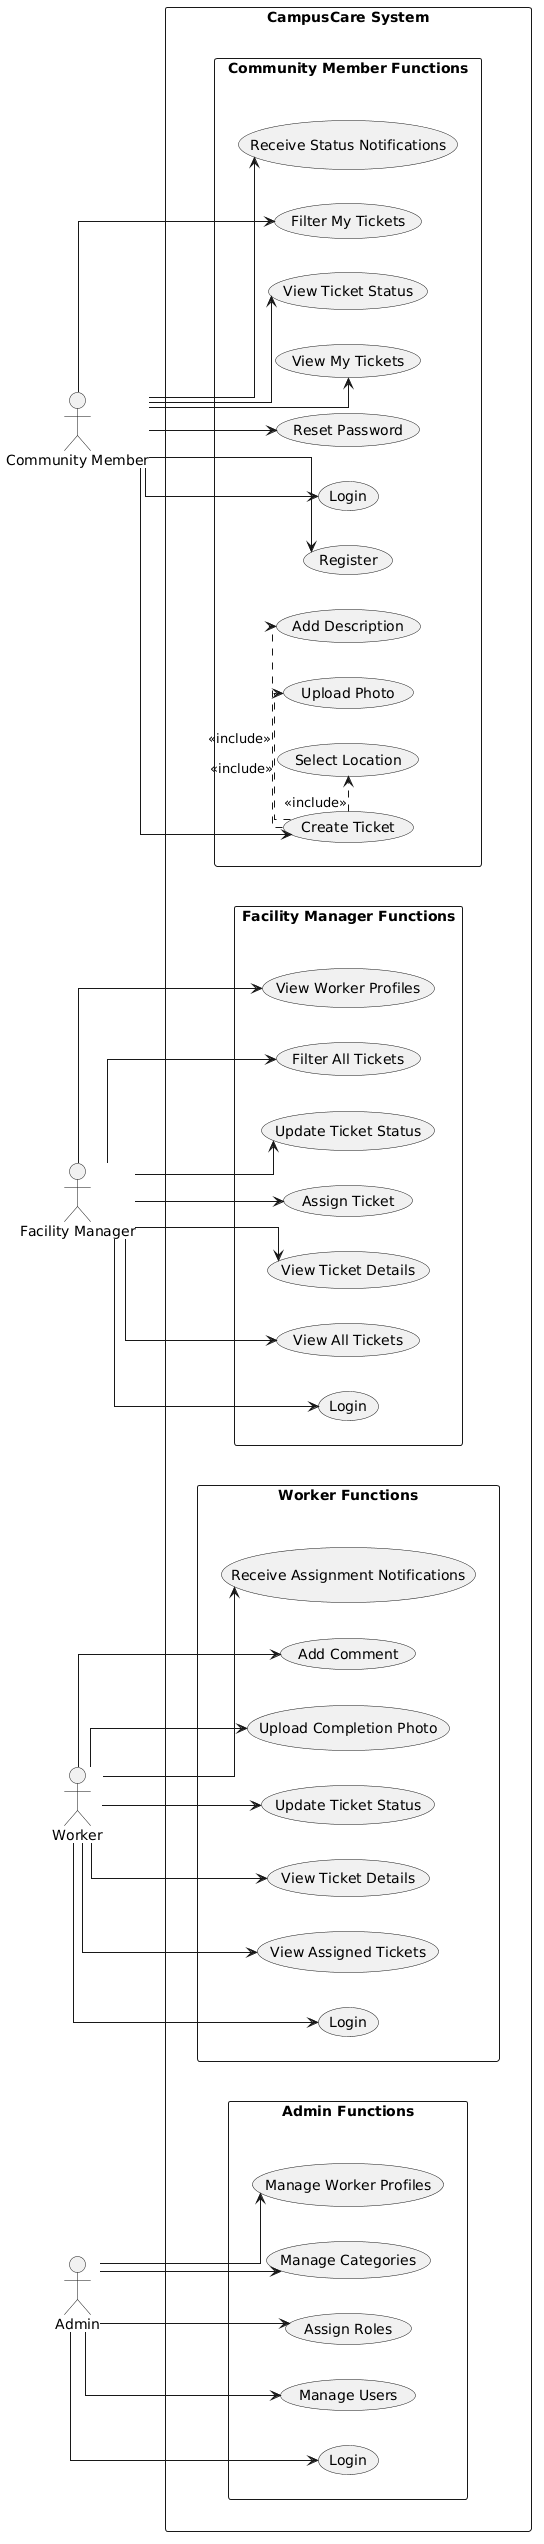 CampusCare System
Community Member Functions
Receive Status Notifications
Filter My Tickets
View Ticket Status
View My Tickets
Reset Password
Community Member
Login
Register
Add Description
Upload Photo
«include»
Select Location
«include»
«include»
Create Ticket
Facility Manager Functions
View Worker Profiles
Filter All Tickets
Update Ticket Status
Assign Ticket
Facility Manager
View Ticket Details
View All Tickets
Login
Worker Functions
Receive Assignment Notifications
Add Comment
Upload Completion Photo
Update Ticket Status
Worker
View Ticket Details
View Assigned Tickets
Login
Admin Functions
Manage Worker Profiles
Manage Categories
Admin
Assign Roles
Manage Users
Login